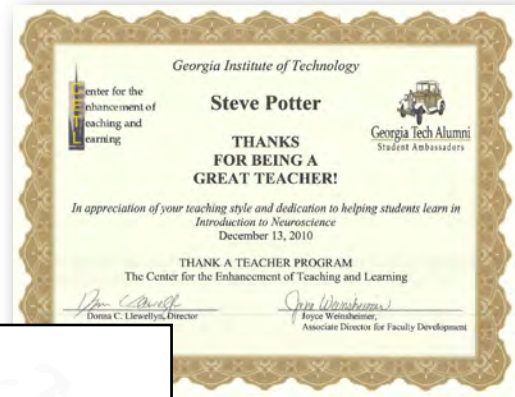 Georgia Institute of Technology
Center for the
Enhancement of
Teaching and
Learning
Steve Potter
Georgia Tech Alumni
Student Ambassadors
THANKS
FOR BEING A
GREAT TEACHER!
In appreciation of your teaching style and dedication to helping students learn in
Introduction to Neuroscience
December 13, 2010
THANK A TEACHER PROGRAM
The Center for the Enhancement of Teaching and Learning
Donna C. Llewellyn, Director
Joyce Weinsheimer,
Associate Director for Faculty Development